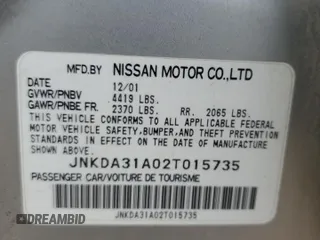 MFD.BY NISSAN MOTOR CO.,LTD
DATE 12/01
GVWR/PNBV 4419 LBS.
GAWR/PNBE FR. 2370 LBS. RR. 2065 LBS.
THIS VEHICLE CONFORMS TO ALL APPLICABLE FEDERAL
MOTOR VEHICLE SAFETY, BUMPER, AND THEFT PREVENTION
STANDARDS IN EFFECT ON THE DATE OF MANUFACTURE
SHOWN ABOVE.
JNKDA31A02T015735
PASSENGER CAR/VOITURE DE TOURISME
JNKDA31A02T015735
DREAMBID